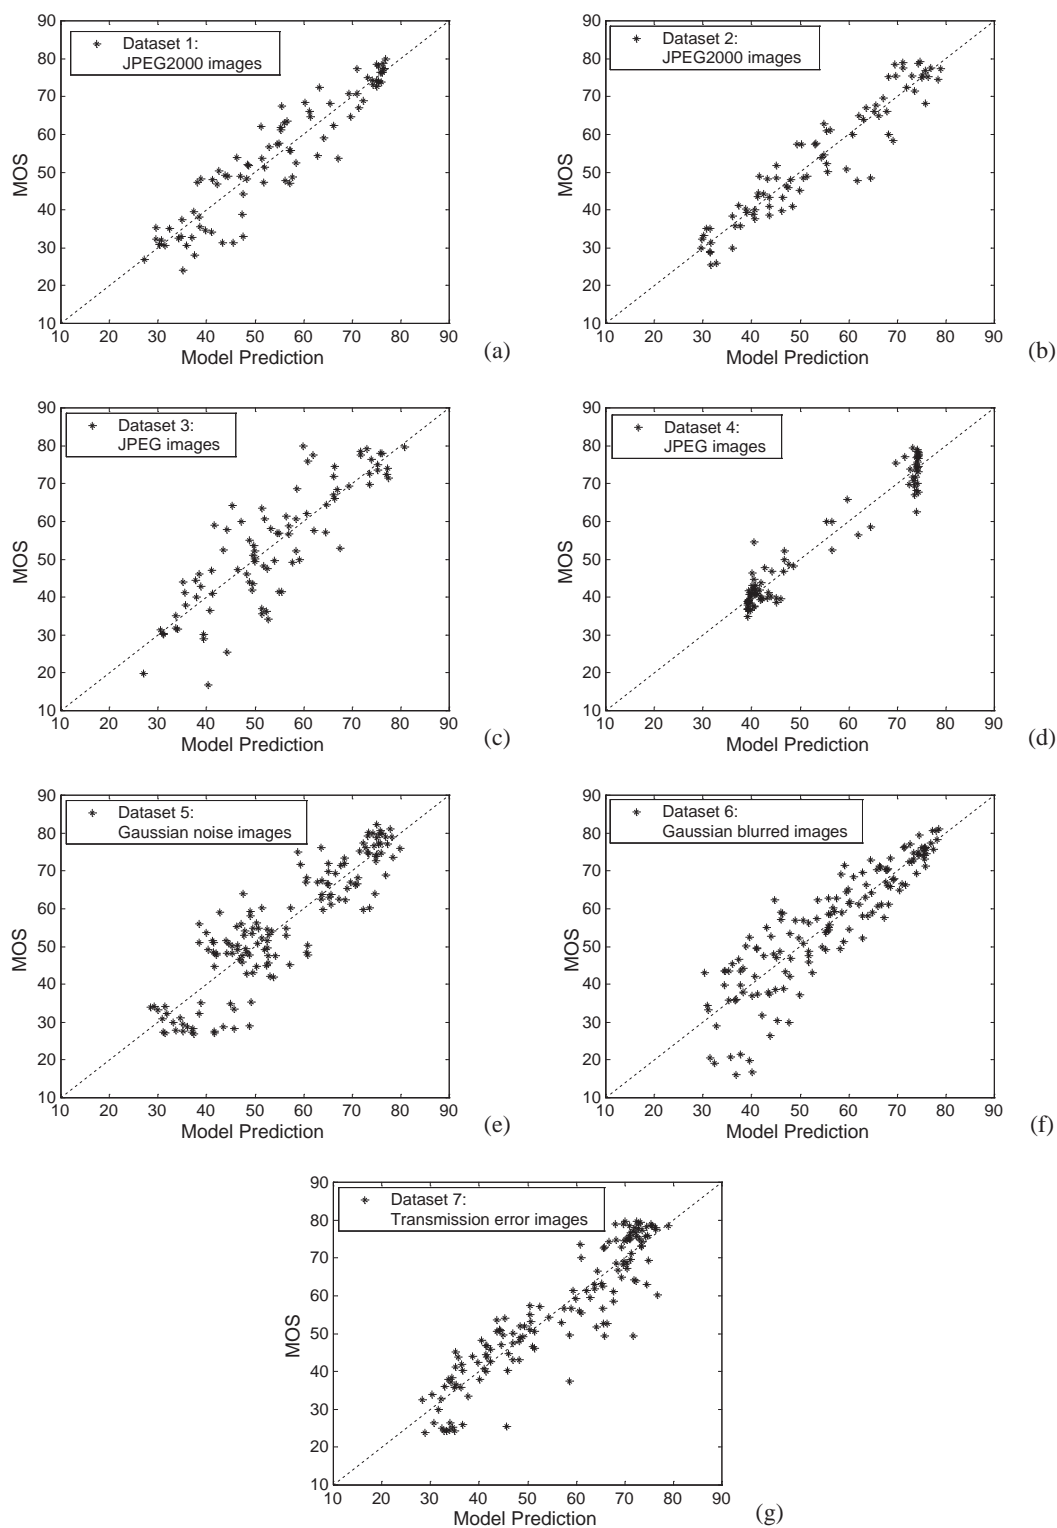 90
80
70
60
50
40
30
20
10
MOS
Dataset 1:
JPEG2000 images
10 20 30 40 50 60 70 80 90
Model Prediction
(a)
90
80
70
60
50
40
30
20
10
MOS
Dataset 2:
JPEG2000 images
10 20 30 40 50 60 70 80 90
Model Prediction
(b)
90
80
70
60
50
40
30
20
10
MOS
Dataset 3:
JPEG images
10 20 30 40 50 60 70 80 90
Model Prediction
(c)
90
80
70
60
50
40
30
20
10
MOS
Dataset 4:
JPEG images
10 20 30 40 50 60 70 80 90
Model Prediction
(d)
90
80
70
60
50
40
30
20
10
MOS
Dataset 5:
Gaussian noise images
10 20 30 40 50 60 70 80 90
Model Prediction
(e)
90
80
70
60
50
40
30
20
10
MOS
Dataset 6:
Gaussian blurred images
10 20 30 40 50 60 70 80 90
Model Prediction
(f)
90
80
70
60
50
40
30
20
10
MOS
Dataset 7:
Transmission error images
10 20 30 40 50 60 70 80 90
Model Prediction
(g)